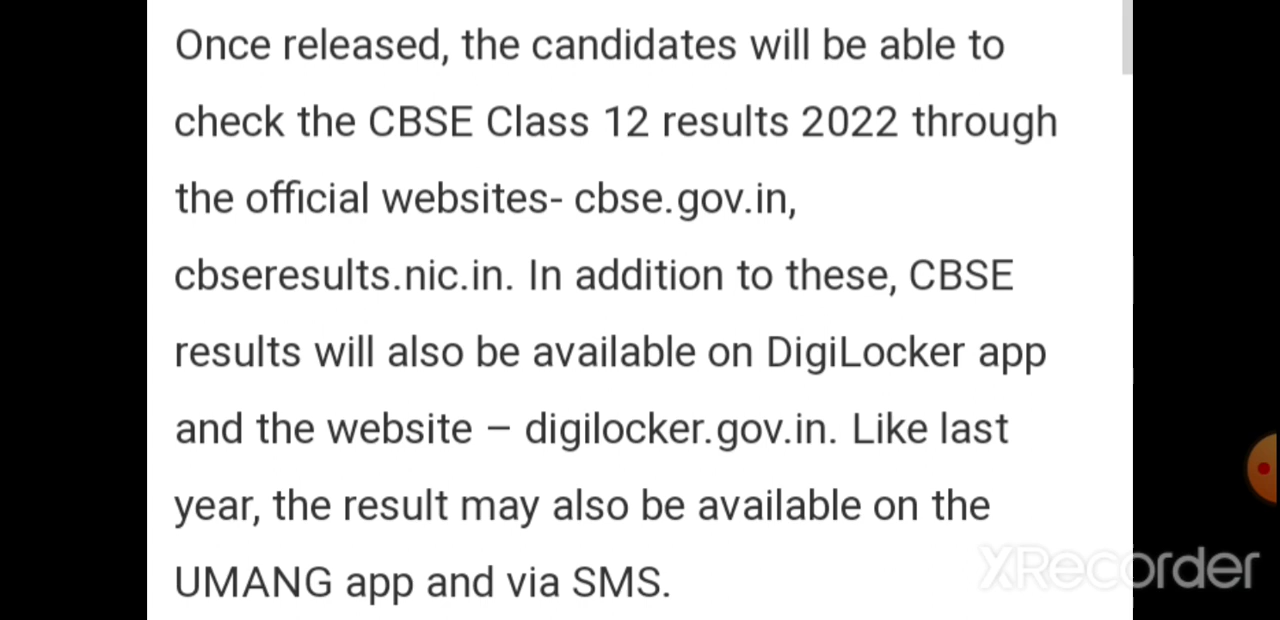 Once released, the candidates will be able to
check the CBSE Class 12 results 2022 through
the official websites- cbse.gov.in,
cbseresults.nic.in. In addition to these, CBSE
results will also be available on DigiLocker app
and the website – digilocker.gov.in. Like last
year, the result may also be available on the
UMANG app and via SMS.
XRecorder